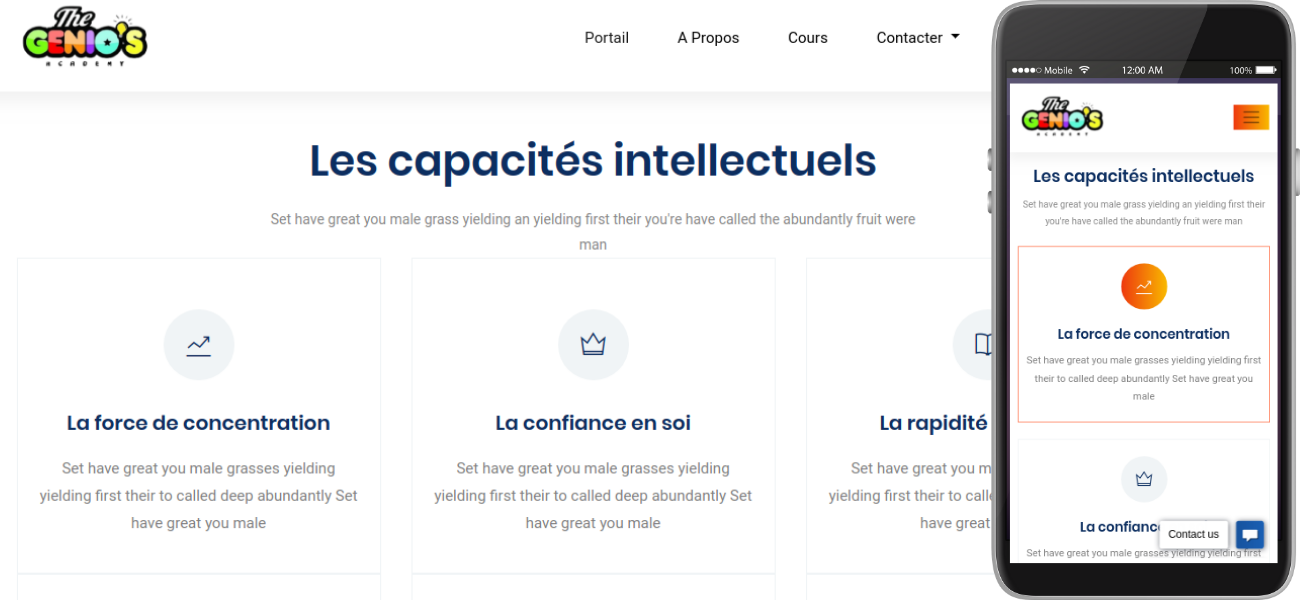 The
GENIO'S
ACADEMY
Portail
A Propos
Cours
Contacter
Les capacités intellectuels
Set have great you male grass yielding an yielding first their you're have called the abundantly fruit were
man
La force de concentration
Set have great you male grasses yielding
yielding first their to called deep abundantly Set
have great you male
La confiance en soi
Set have great you male grasses yielding
yielding first their to called deep abundantly Set
have great you male
La rapidité
Set have great you m
yielding first their to calle
have great
Mobile
12:00 AM
100%
The
GENIO'S
ACADEMY
Les capacités intellectuels
Set have great you male grass yielding an yielding first their
you're have called the abundantly fruit were man
La force de concentration
Set have great you male grasses yielding yielding first
their to called deep abundantly Set have great you
male
La confianc
Contact us
Set have great you male grasses yielding yielding first